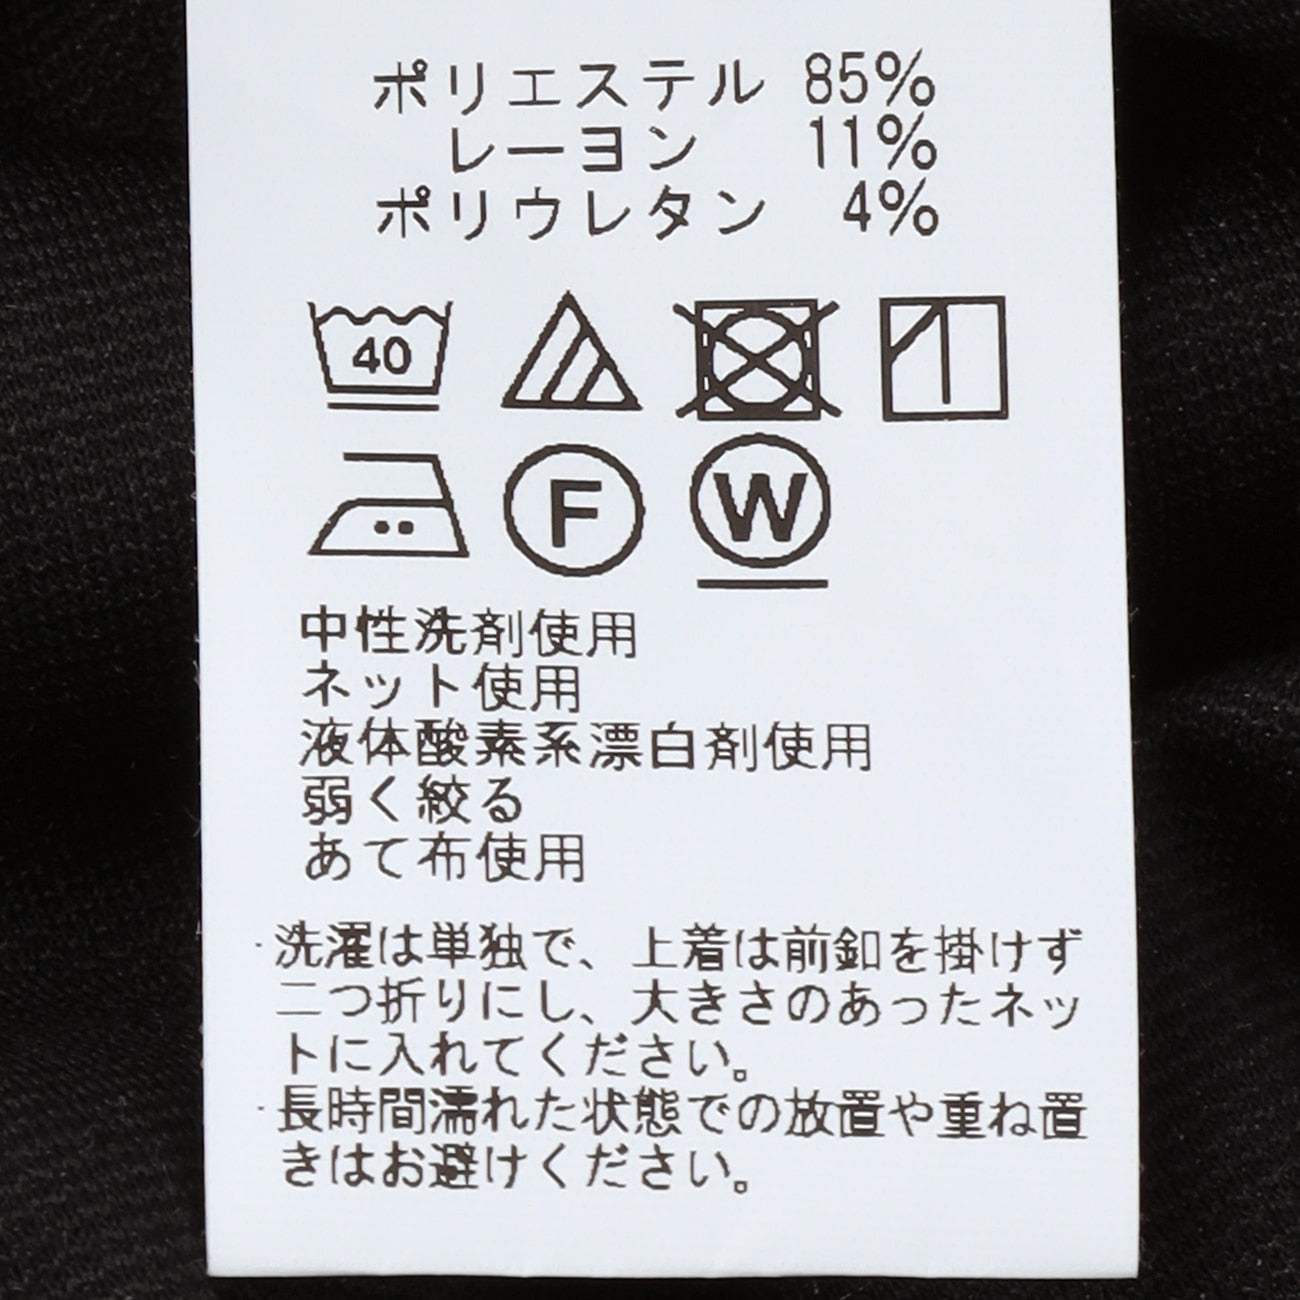 ポリエステル 85%
レーヨン 11%
ポリウレタン 4%
40
F
W
中性洗剤使用
ネット使用
液体酸素系漂白剤使用
弱く絞る
あて布使用
・洗濯は単独で、上着は前釦を掛けず
二つ折りにし、大きさのあったネッ
トに入れてください。
・長時間濡れた状態での放置や重ね置
きはお避けください。